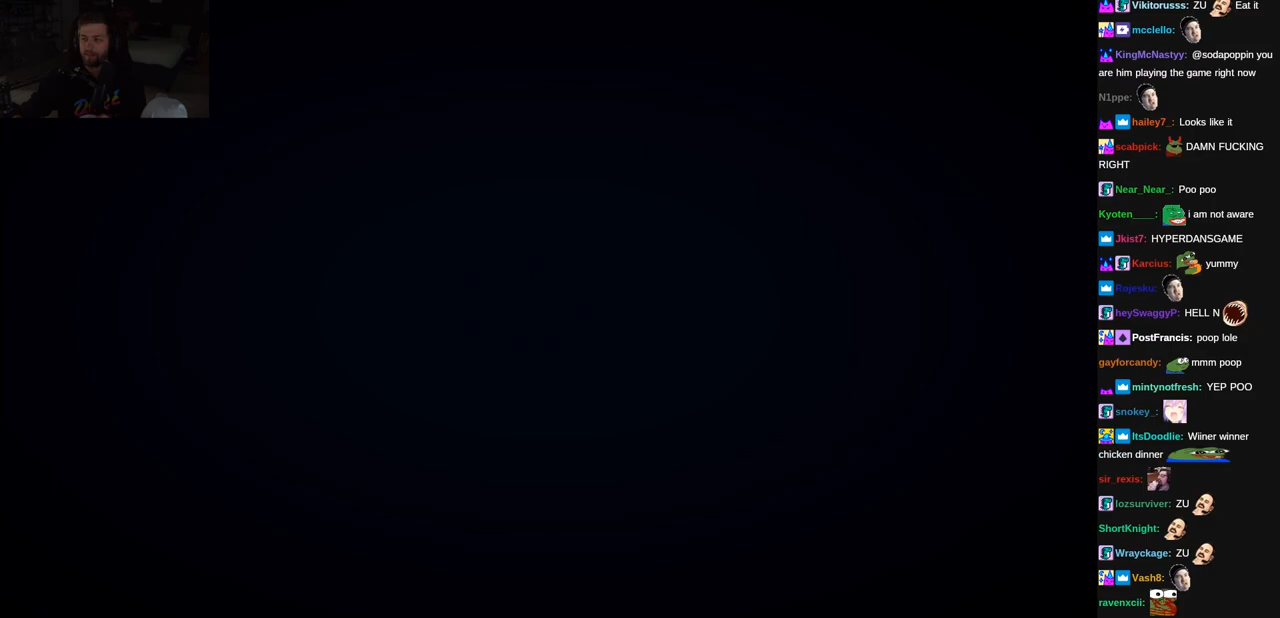 Vikitorusss: ZU Eat it
mcclello:
KingMcNastyy: @sodapoppin you
are him playing the game right now
N1ppe:
hailey7_: Looks like it
scabpick: DAMN FUCKING
RIGHT
Near_Near_: Poo poo
Kyoten____: i am not aware
Jkist7: HYPERDANSGAME
Karcius: yummy
Rojesku:
heySwaggyP: HELL N
PostFrancis: poop lole
gayforcandy: mmm poop
mintynotfresh: YEP POO
snokey_:
ItsDoodlie: Wiiner winner
chicken dinner
sir_rexis:
lozsurviver: ZU
ShortKnight:
Wrayckage: ZU
Vash8:
ravenxcii: